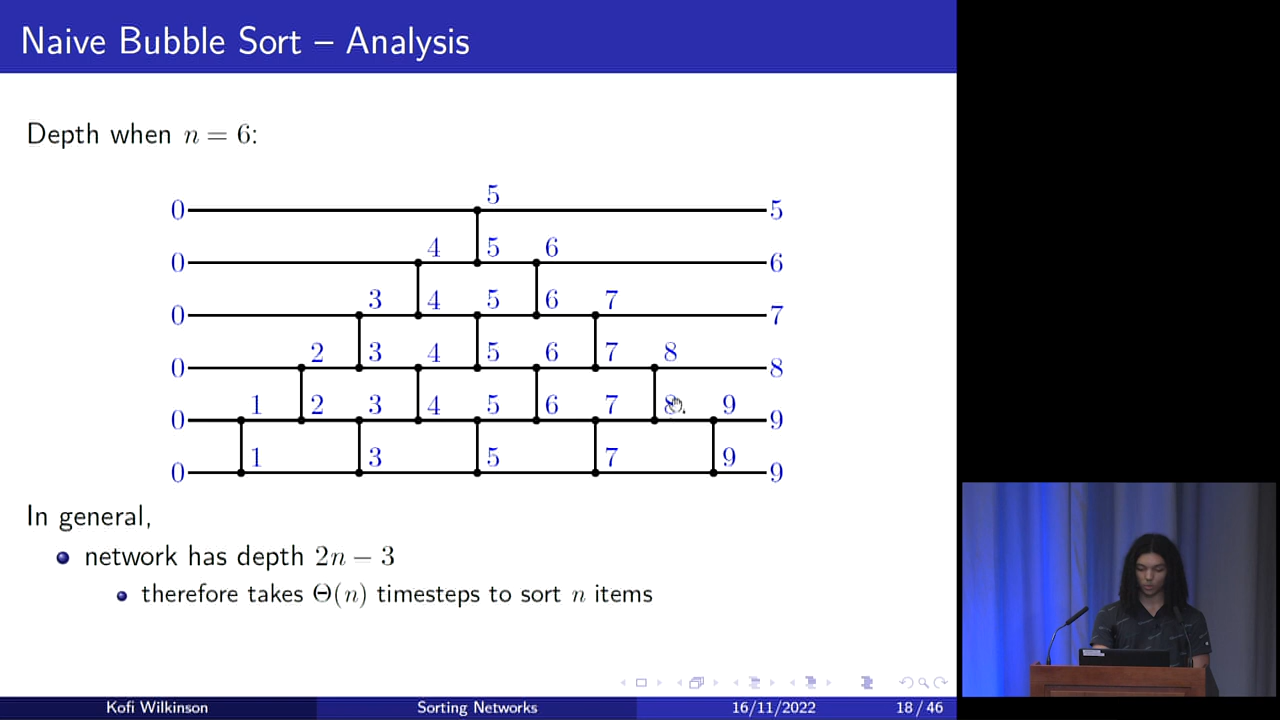 Naive Bubble Sort – Analysis
Depth when n = 6:
5
0 5
4 5 6
0 6
3 4 5 6 7
0 7
2 3 4 5 6 7 8
0 8
1 2 3 4 5 6 7 8 9
0 9
1 3 5 7 9
0 9
In general,
network has depth 2n − 3
therefore takes Θ(n) timesteps to sort n items
Kofi Wilkinson Sorting Networks 16/11/2022 18 / 46